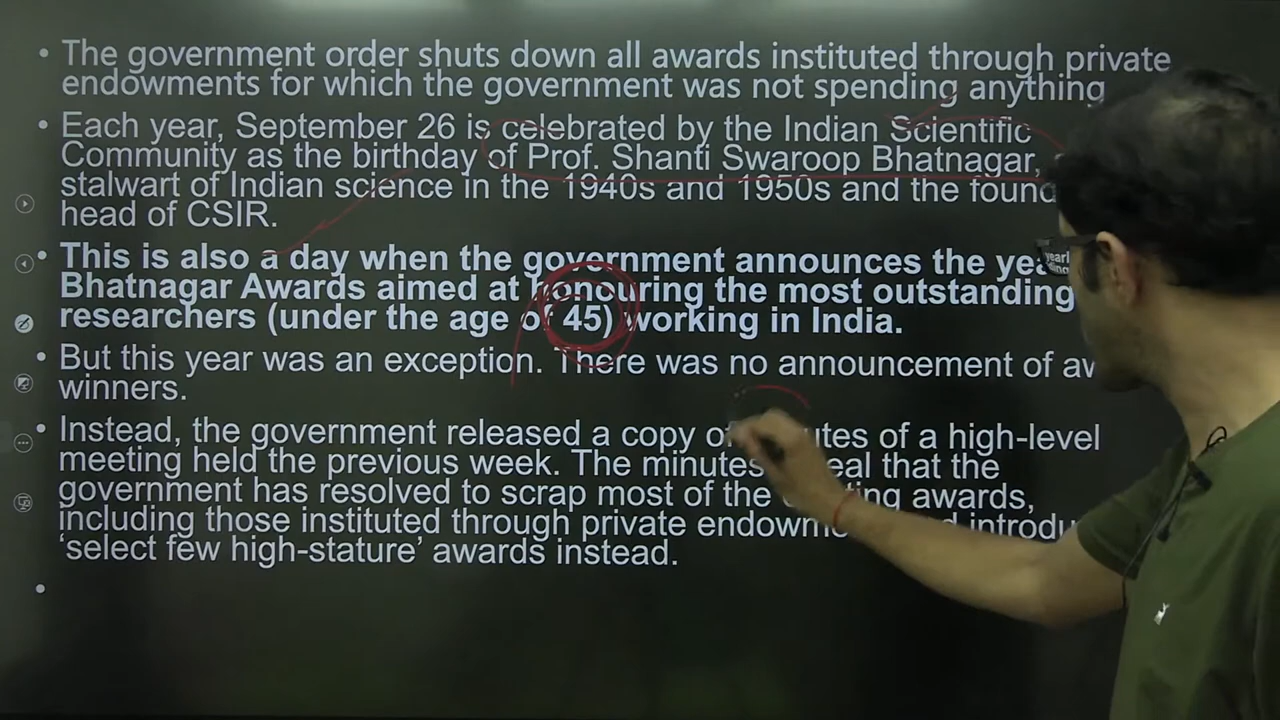 • The government order shuts down all awards instituted through private
endowments for which the government was not spending anything
• Each year, September 26 is celebrated by the Indian Scientific
Community as the birthday of Prof. Shanti Swaroop Bhatnagar,
stalwart of Indian science in the 1940s and 1950s and the
head of CSIR.
• This is also a day when the government announces the
Bhatnagar Awards aimed at honouring the most outstanding
researchers (under the age of 45) working in India.
• But this year was an exception. There was no announcement of
winners.
• Instead, the government released a copy of a high-level
meeting held the previous week. The minutes that the
government has resolved to scrap most of the awards,
including those instituted through private
‘select few high-stature’ awards instead.
•